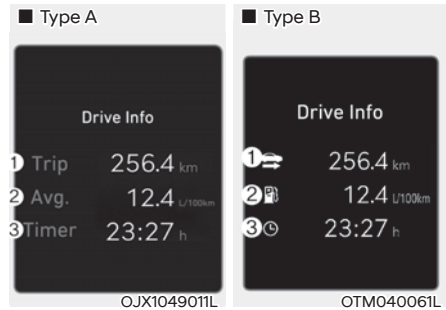 ■ Type A
Drive Info
1 Trip 256.4 km
2 Avg. 12.4 L/100km
3 Timer 23:27 h
OJX1049011L
■ Type B
Drive Info
1 256.4 km
2 12.4 L/100km
3 23:27 h
OTM040061L